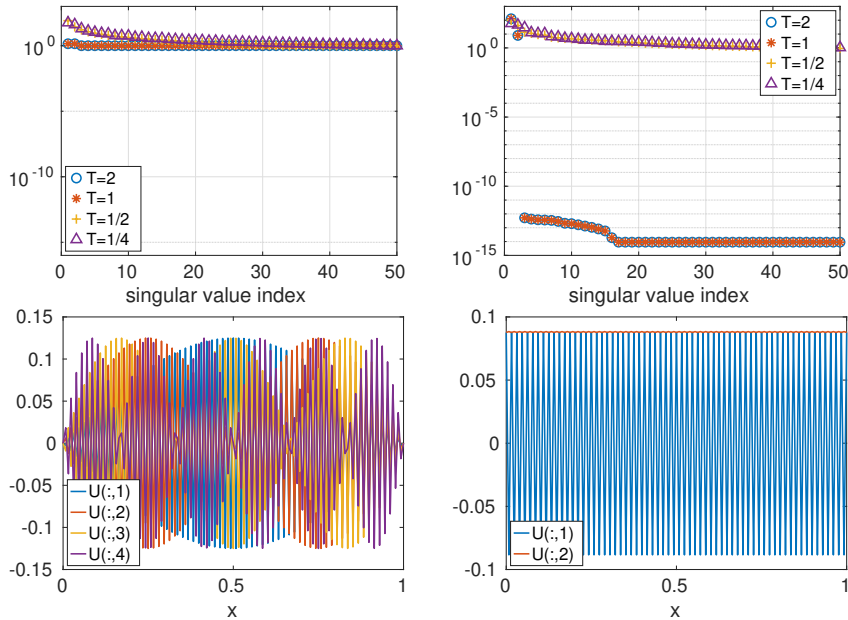 10^0
10^-10
T=2
T=1
T=1/2
T=1/4
0 10 20 30 40 50
singular value index
10^0
10^-5
10^-10
10^-15
T=2
T=1
T=1/2
T=1/4
0 10 20 30 40 50
singular value index
0.15
0.1
0.05
0
-0.05
-0.1
-0.15
U(:,1)
U(:,2)
U(:,3)
U(:,4)
0 0.5 1
x
0.1
0.05
0
-0.05
-0.1
U(:,1)
U(:,2)
0 0.5 1
x